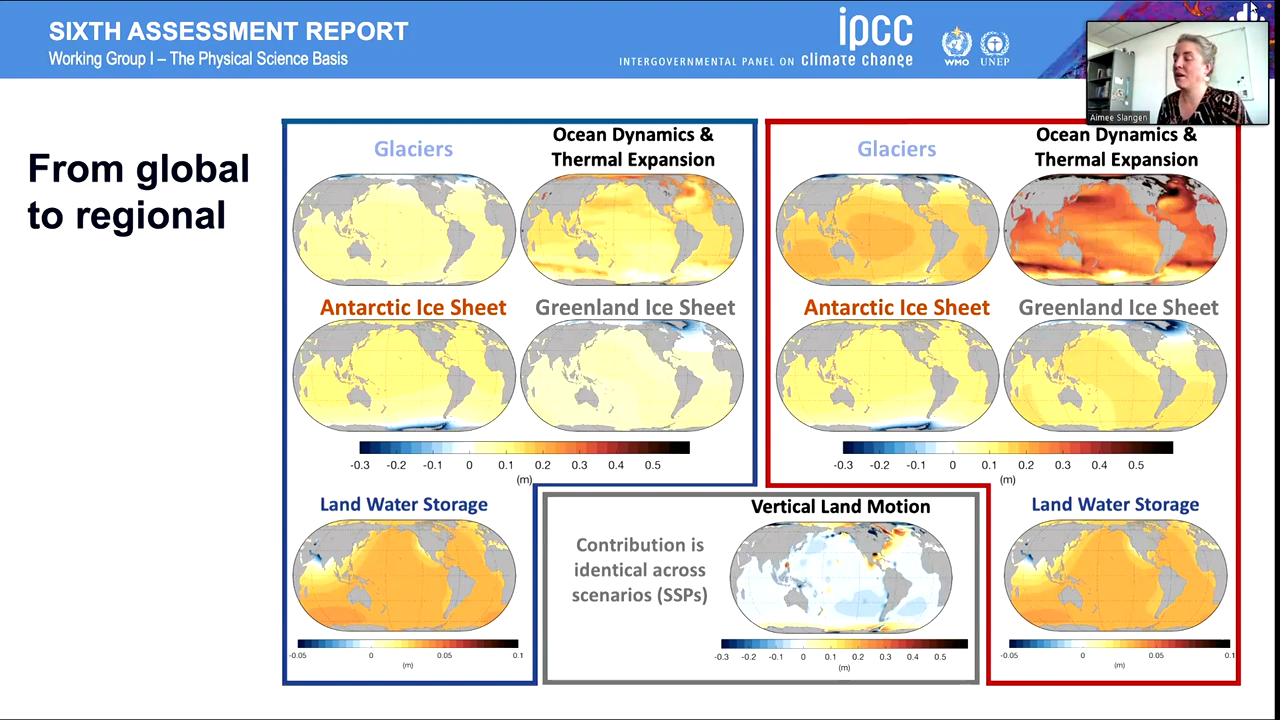 SIXTH ASSESSMENT REPORT
Working Group I – The Physical Science Basis
INTERGOVERNMENTAL PANEL ON climate change
ipcc
WMO
UNEP
Aimee Slangen
From global
to regional
Glaciers
Ocean Dynamics &
Thermal Expansion
Antarctic Ice Sheet
Greenland Ice Sheet
-0.3 -0.2 -0.1 0 0.1 0.2 0.3 0.4 0.5
(m)
Land Water Storage
-0.05 0 0.05 0.1
(m)
Contribution is
identical across
scenarios (SSPs)
Vertical Land Motion
-0.3 -0.2 -0.1 0 0.1 0.2 0.3 0.4 0.5
(m)
Glaciers
Ocean Dynamics &
Thermal Expansion
Antarctic Ice Sheet
Greenland Ice Sheet
-0.3 -0.2 -0.1 0 0.1 0.2 0.3 0.4 0.5
(m)
Land Water Storage
-0.05 0 0.05 0.1
(m)